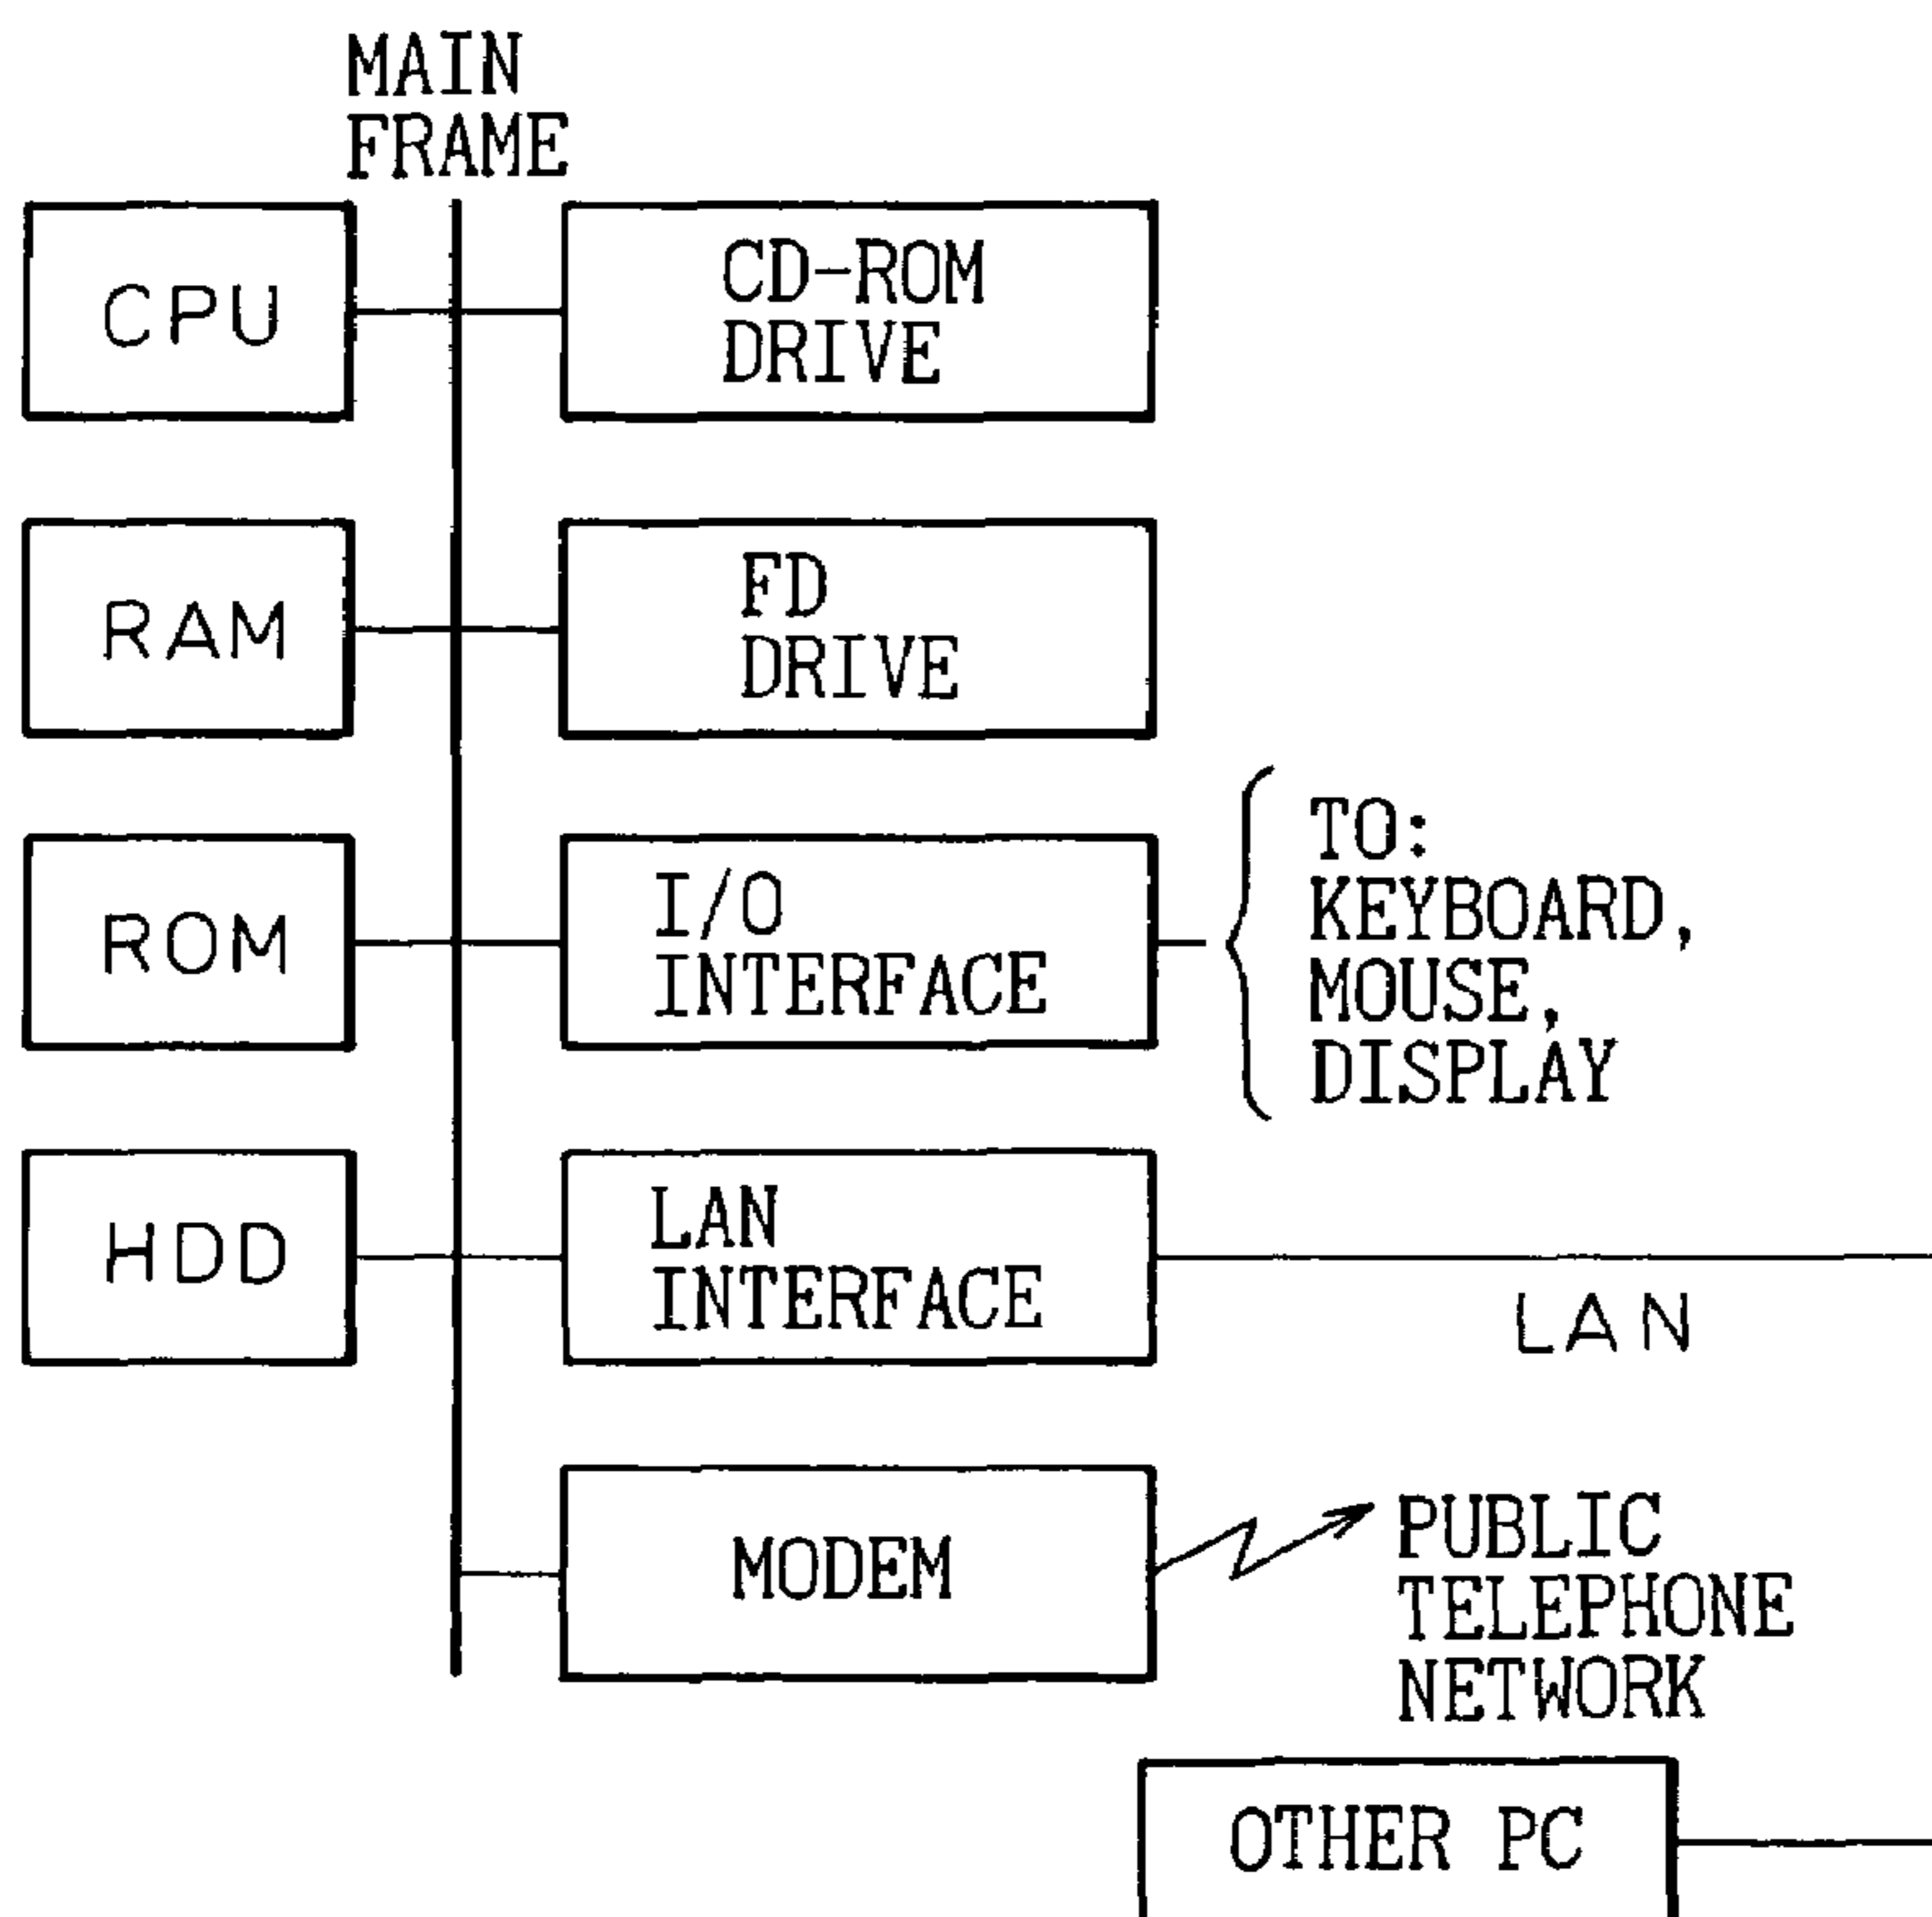 MAIN
FRAME
CPU
CD-ROM
DRIVE
RAM
FD
DRIVE
ROM
I/O
INTERFACE
TO:
KEYBOARD,
MOUSE,
DISPLAY
HDD
LAN
INTERFACE
LAN
MODEM
PUBLIC
TELEPHONE
NETWORK
OTHER PC